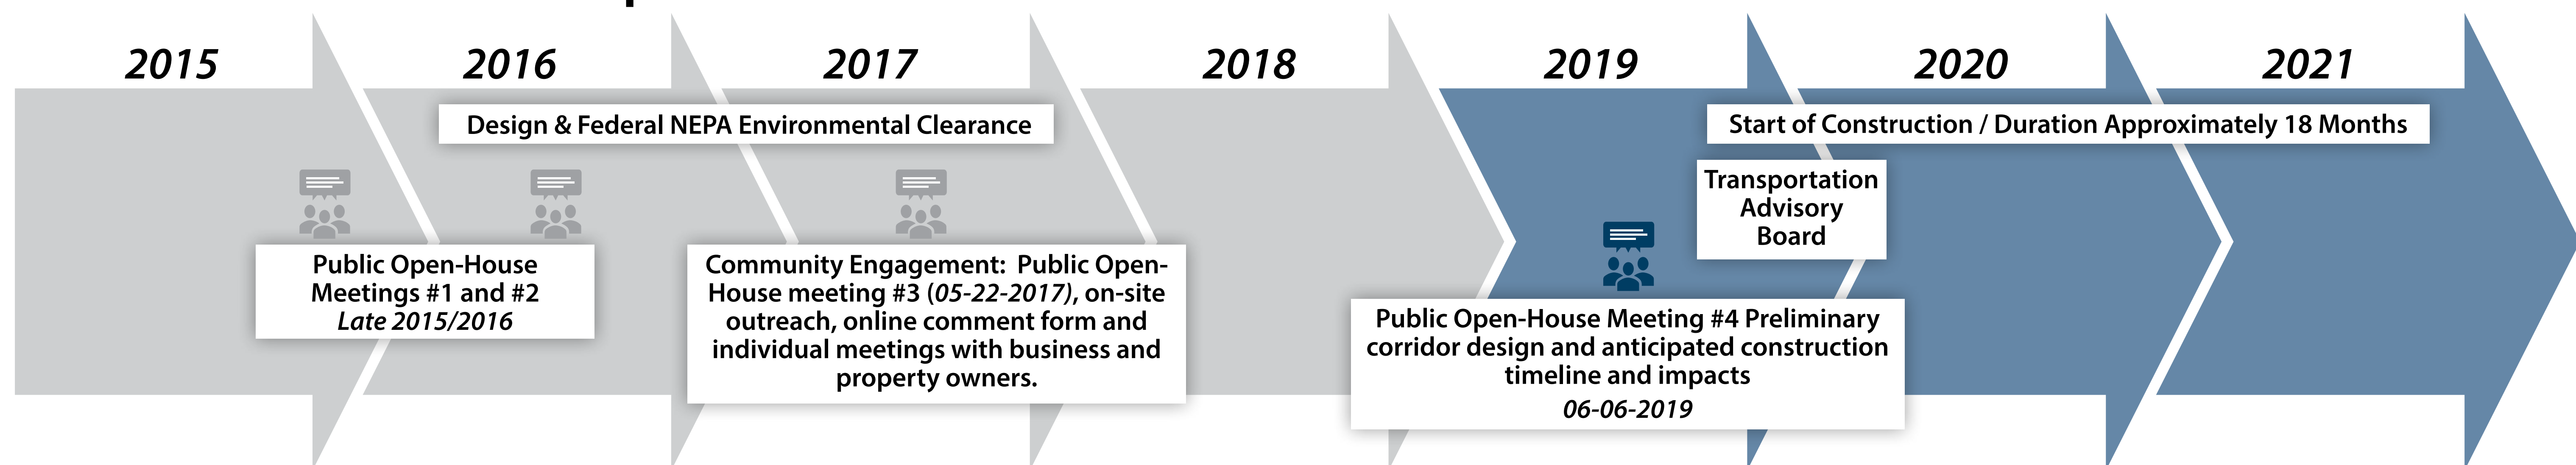 2015
2016
2017
2018
2019
2020
2021
Design & Federal NEPA Environmental Clearance
Start of Construction / Duration Approximately 18 Months
Public Open-House
Meetings #1 and #2
Late 2015/2016
Community Engagement:  Public Open-
House meeting #3 (05-22-2017), on-site
outreach, online comment form and
individual meetings with business and
property owners.
Transportation
Advisory
Board
Public Open-House Meeting #4 Preliminary
corridor design and anticipated construction
timeline and impacts
06-06-2019